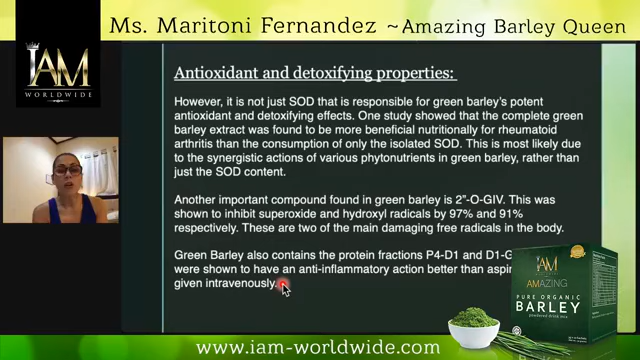 Ms. Maritoni Fernandez ~Amazing Barley Queen
IAM
WORLDWIDE
Antioxidant and detoxifying properties:
However, it is not just SOD that is responsible for green barley's potent
antioxidant and detoxifying effects. One study showed that the complete green
barley extract was found to be more beneficial nutritionally for rheumatoid
arthritis than the consumption of only the isolated SOD. This is most likely due
to the synergistic actions of various phytonutrients in green barley, rather than
just the SOD content.
Another important compound found in green barley is 2"-O-GIV. This was
shown to inhibit superoxide and hydroxyl radicals by 97% and 91%
respectively. These are two of the main damaging free radicals in the body.
Green Barley also contains the protein fractions P4-D1 and D1-G
were shown to have an anti-inflammatory action better than aspi
given intravenously.
IAM
AMAZING
PURE ORGANIC
BARLEY
powdered drink mix
www.iam-worldwide.com